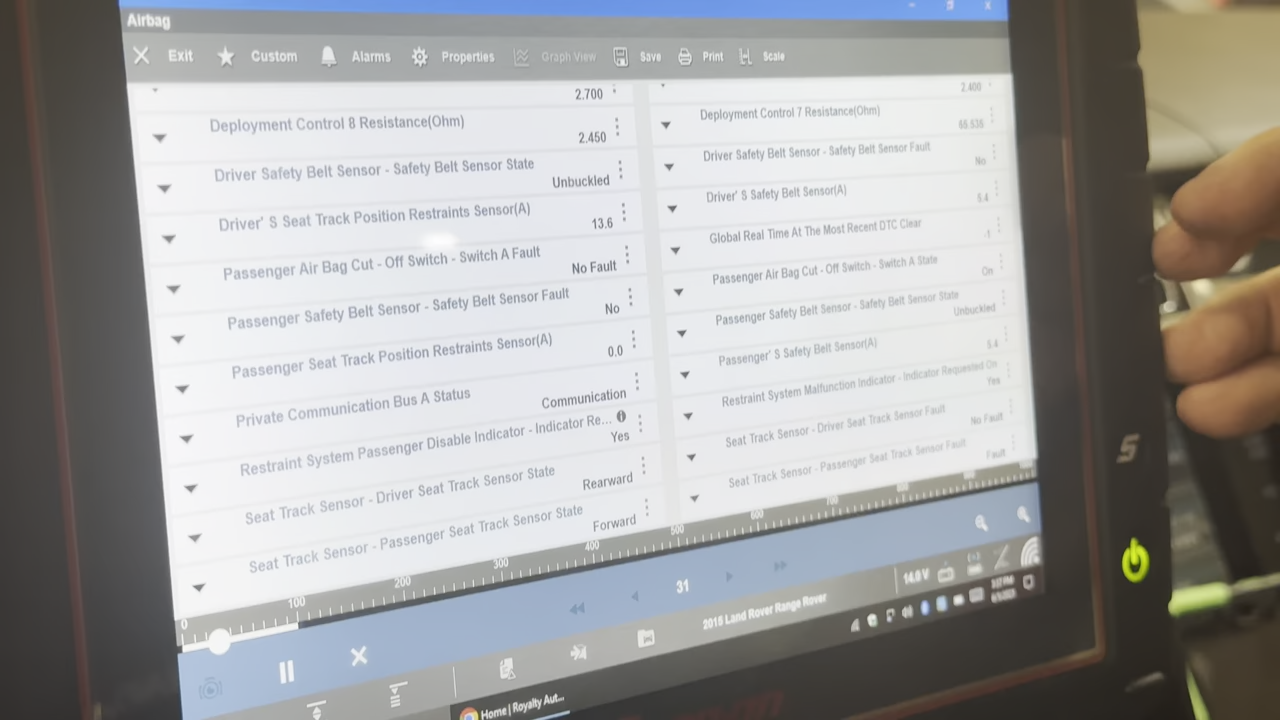 Airbag
Exit Custom Alarms Properties Graph View Save Print Scale
2.700
Deployment Control 8 Resistance(Ohm)
2.450
Driver Safety Belt Sensor - Safety Belt Sensor State
Unbuckled
Driver' S Seat Track Position Restraints Sensor(A)
13.6
Passenger Air Bag Cut - Off Switch - Switch A Fault
No Fault
Passenger Safety Belt Sensor - Safety Belt Sensor Fault
No
Passenger Seat Track Position Restraints Sensor(A)
0.0
Private Communication Bus A Status
Communication
Restraint System Passenger Disable Indicator - Indicator Re...
Yes
Seat Track Sensor - Driver Seat Track Sensor State
Rearward
Seat Track Sensor - Passenger Seat Track Sensor State
Forward
2.400
Deployment Control 7 Resistance(Ohm)
65.535
Driver Safety Belt Sensor - Safety Belt Sensor Fault
No
Driver' S Safety Belt Sensor(A)
5.4
Global Real Time At The Most Recent DTC Clear
Passenger Air Bag Cut - Off Switch - Switch A State
On
Passenger Safety Belt Sensor - Safety Belt Sensor State
Unbuckled
Passenger' S Safety Belt Sensor(A)
5.4
Restraint System Malfunction Indicator - Indicator Requested On
Yes
Seat Track Sensor - Driver Seat Track Sensor Fault
No Fault
Seat Track Sensor - Passenger Seat Track Sensor Fault
Fault
0 100 200 300 400 500 600 700
31
2015 Land Rover Range Rover
14.0 V
Home | Royalty Aut...
S